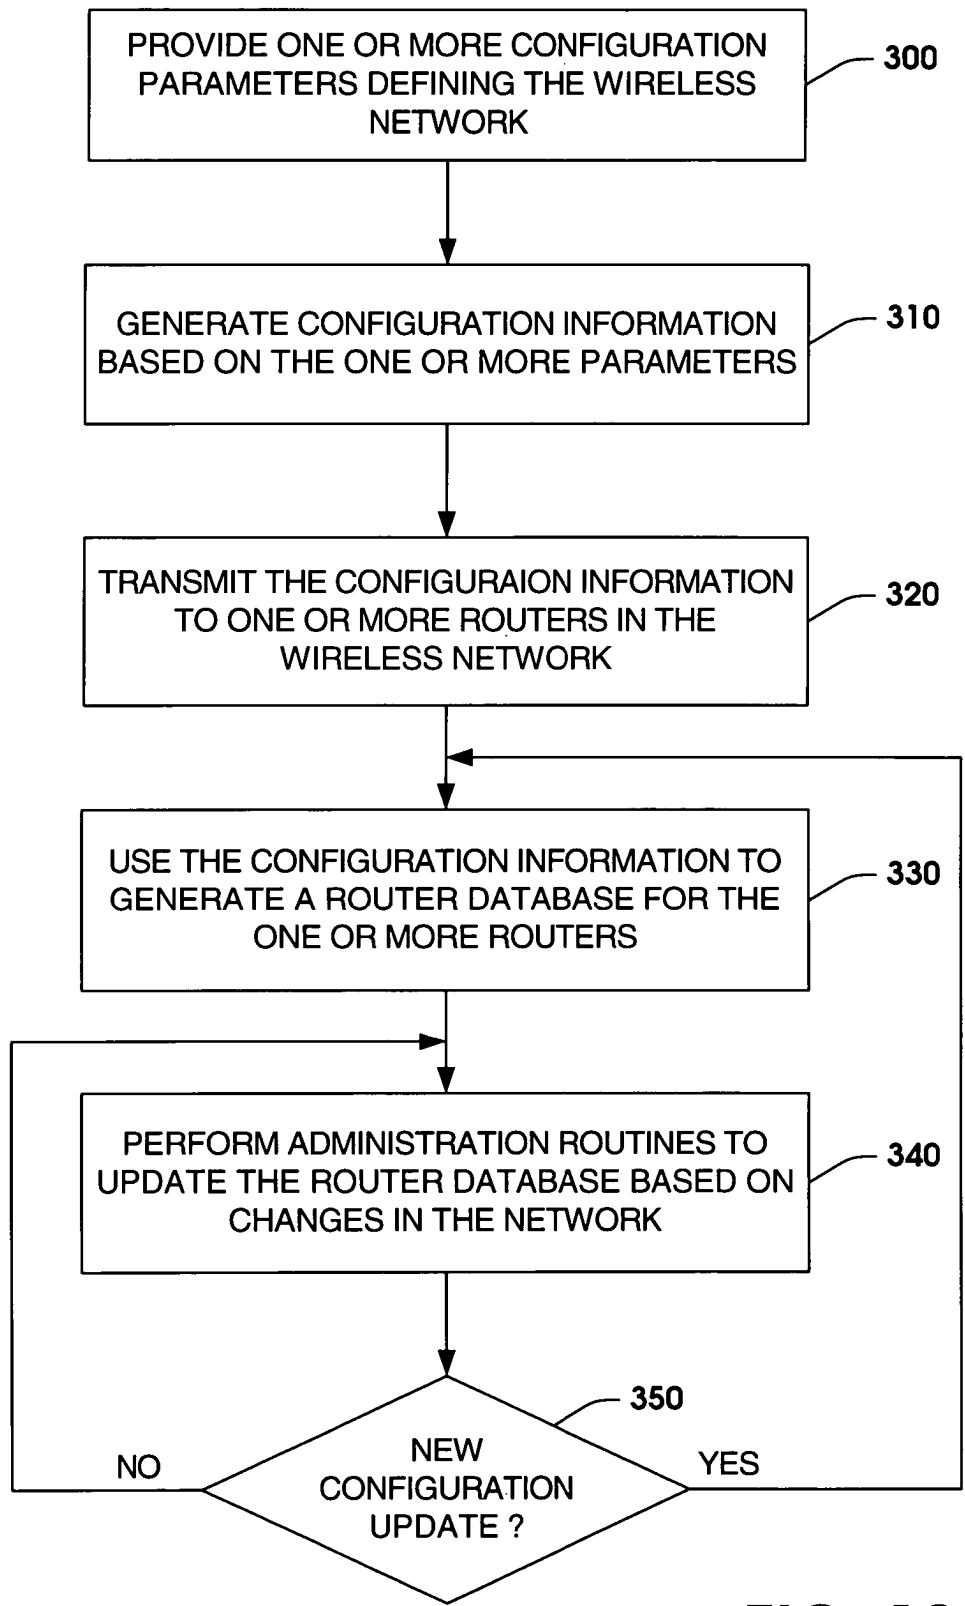 PROVIDE ONE OR MORE CONFIGURATION
PARAMETERS DEFINING THE WIRELESS
NETWORK
300
GENERATE CONFIGURATION INFORMATION
BASED ON THE ONE OR MORE PARAMETERS
310
TRANSMIT THE CONFIGURAION INFORMATION
TO ONE OR MORE ROUTERS IN THE
WIRELESS NETWORK
320
USE THE CONFIGURATION INFORMATION TO
GENERATE A ROUTER DATABASE FOR THE
ONE OR MORE ROUTERS
330
PERFORM ADMINISTRATION ROUTINES TO
UPDATE THE ROUTER DATABASE BASED ON
CHANGES IN THE NETWORK
340
350
NEW
CONFIGURATION
UPDATE ?
NO
YES